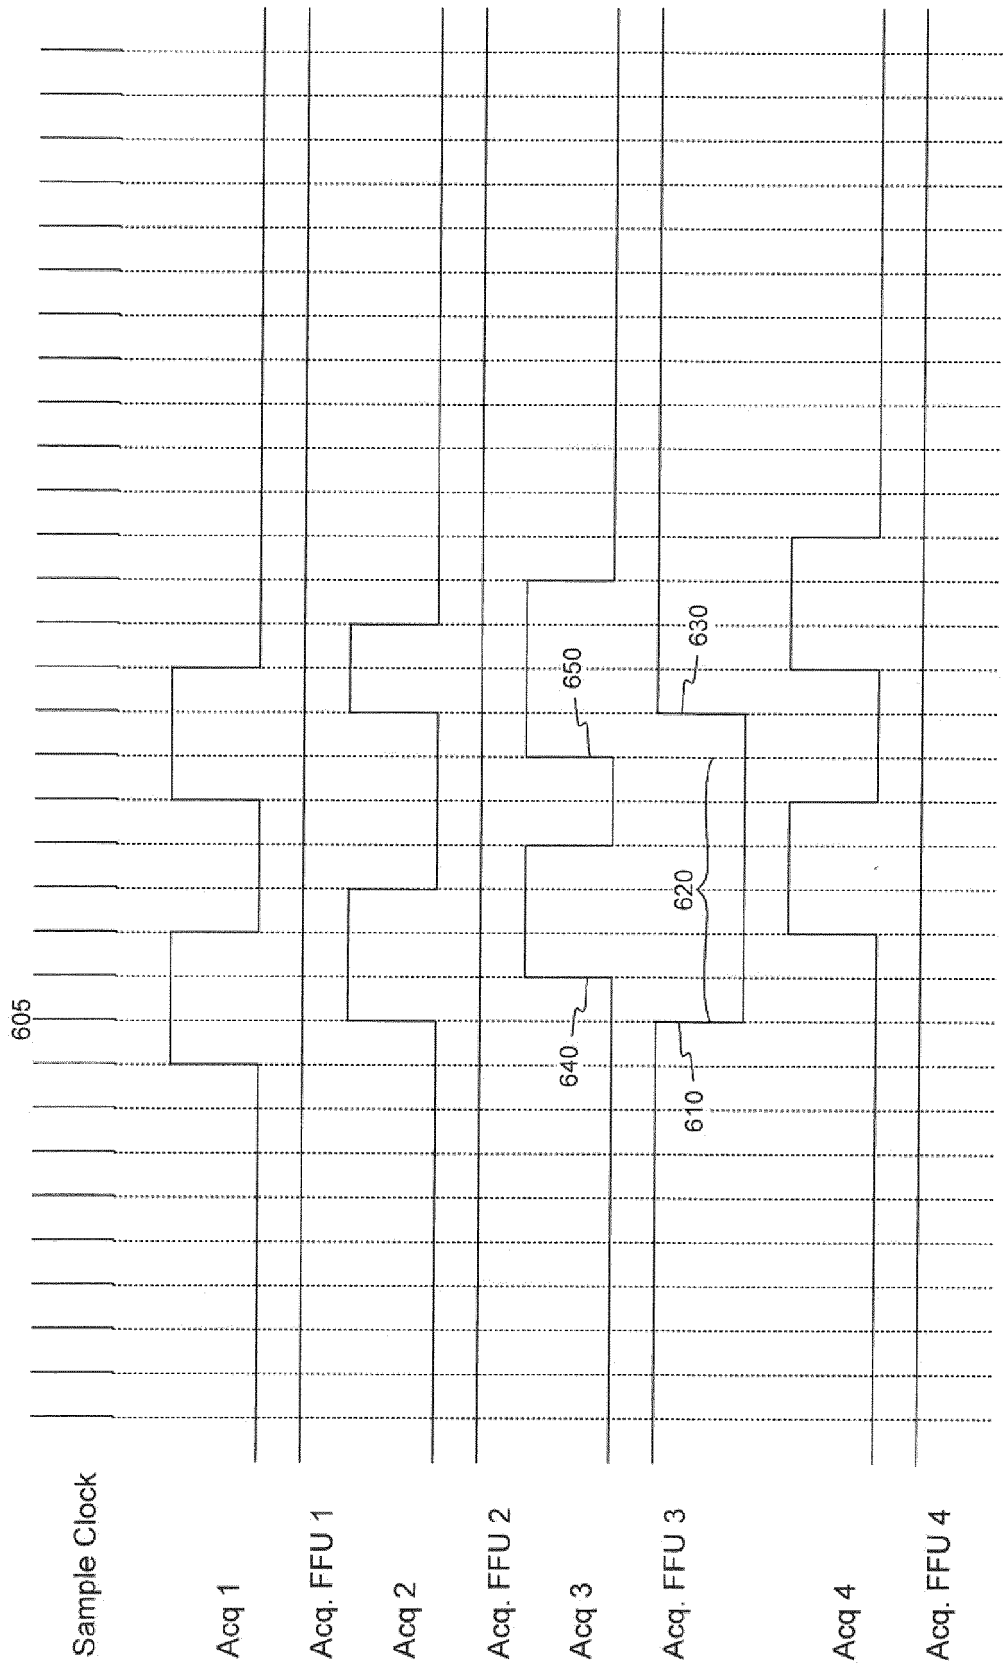 Sample Clock
605
Acq 1
Acq. FFU 1
Acq 2
Acq. FFU 2
Acq 3
640
650
Acq. FFU 3
610
620
630
Acq 4
Acq. FFU 4